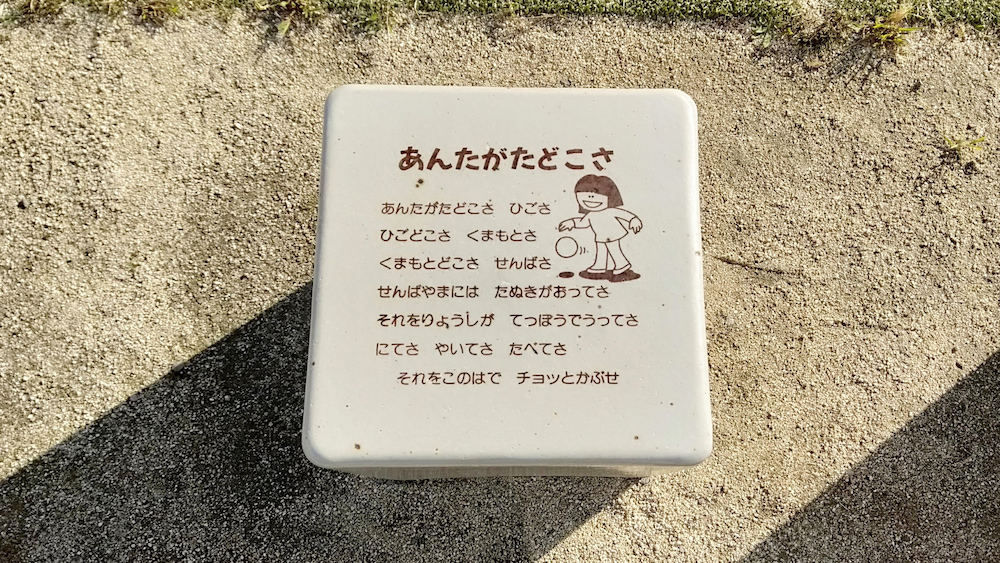 あんたがたどこさ
あんたがたどこさ　ひごさ
ひごどこさ　くまもとさ
くまもとどこさ　せんばさ
せんばやまには　たぬきがおってさ
それをりょうしが　てっぽうでうってさ
にてさ　やいてさ　たべてさ
それをこのはで　チョッとかぶせ